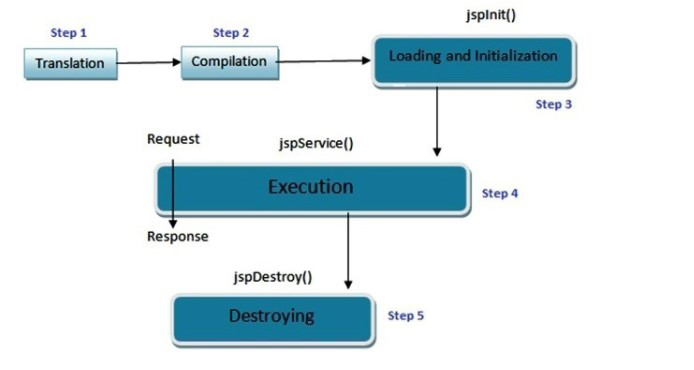 jspInit()
Step 1
Step 2
Translation
Compilation
Loading and Initialization
Step 3
Request
jspService()
Execution
Step 4
Response
jspDestroy()
Destroying
Step 5